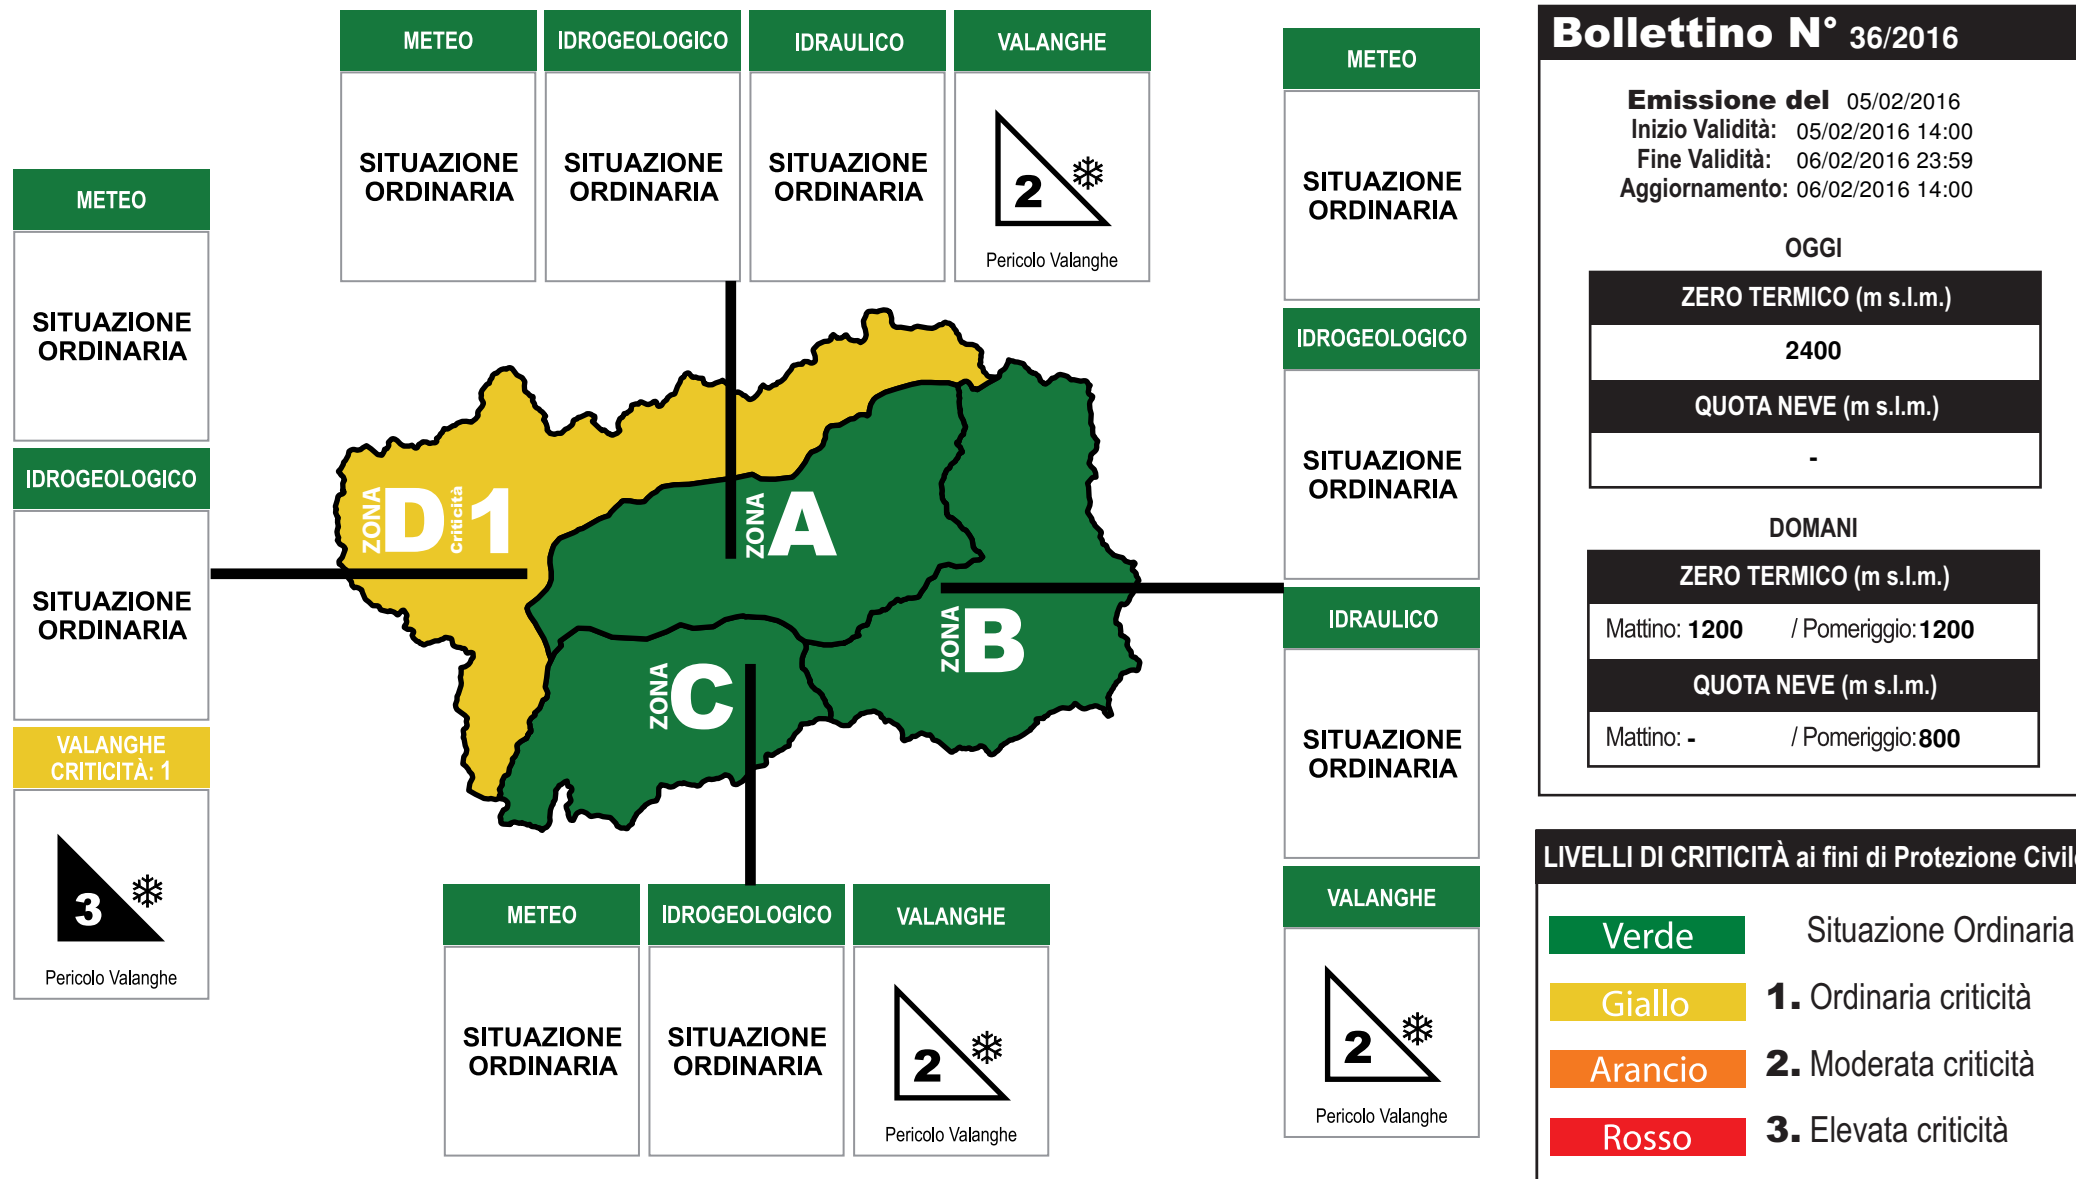 METEO
IDROGEOLOGICO
IDRAULICO
VALANGHE
SITUAZIONE
ORDINARIA
SITUAZIONE
ORDINARIA
SITUAZIONE
ORDINARIA
2
Pericolo Valanghe
METEO
SITUAZIONE
ORDINARIA
IDROGEOLOGICO
SITUAZIONE
ORDINARIA
VALANGHE
CRITICITÀ: 1
3
Pericolo Valanghe
ZONA D Criticità 1
ZONA A
ZONA B
ZONA C
METEO
SITUAZIONE
ORDINARIA
IDROGEOLOGICO
SITUAZIONE
ORDINARIA
IDRAULICO
SITUAZIONE
ORDINARIA
VALANGHE
2
Pericolo Valanghe
METEO
IDROGEOLOGICO
VALANGHE
SITUAZIONE
ORDINARIA
SITUAZIONE
ORDINARIA
2
Pericolo Valanghe
Bollettino N° 36/2016
Emissione del 05/02/2016
Inizio Validità: 05/02/2016 14:00
Fine Validità: 06/02/2016 23:59
Aggiornamento: 06/02/2016 14:00
OGGI
ZERO TERMICO (m s.l.m.)
2400
QUOTA NEVE (m s.l.m.)
-
DOMANI
ZERO TERMICO (m s.l.m.)
Mattino: 1200 / Pomeriggio: 1200
QUOTA NEVE (m s.l.m.)
Mattino: - / Pomeriggio: 800
LIVELLI DI CRITICITÀ ai fini di Protezione Civil
Verde Situazione Ordinaria
Giallo 1. Ordinaria criticità
Arancio 2. Moderata criticità
Rosso 3. Elevata criticità